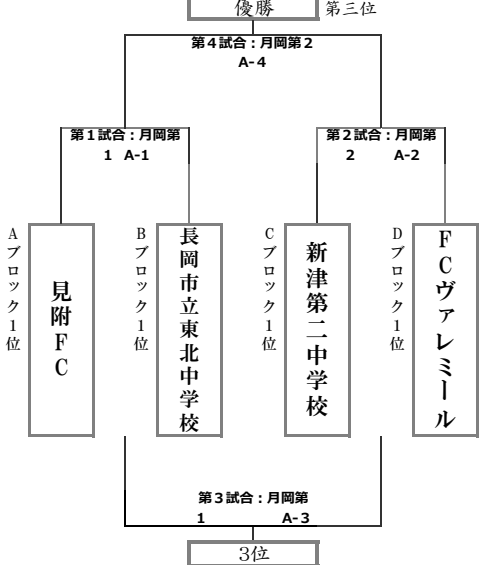 優勝
第三位
第４試合：月岡第２
A-４
第１試合：月岡第
１ A-１
第２試合：月岡第
２ A-２
Aブロック1位
見附FC
Bブロック1位
長岡市立東北中学校
Cブロック1位
新津第二中学校
Dブロック1位
FCヴァレミール
第３試合：月岡第
１ A-３
3位